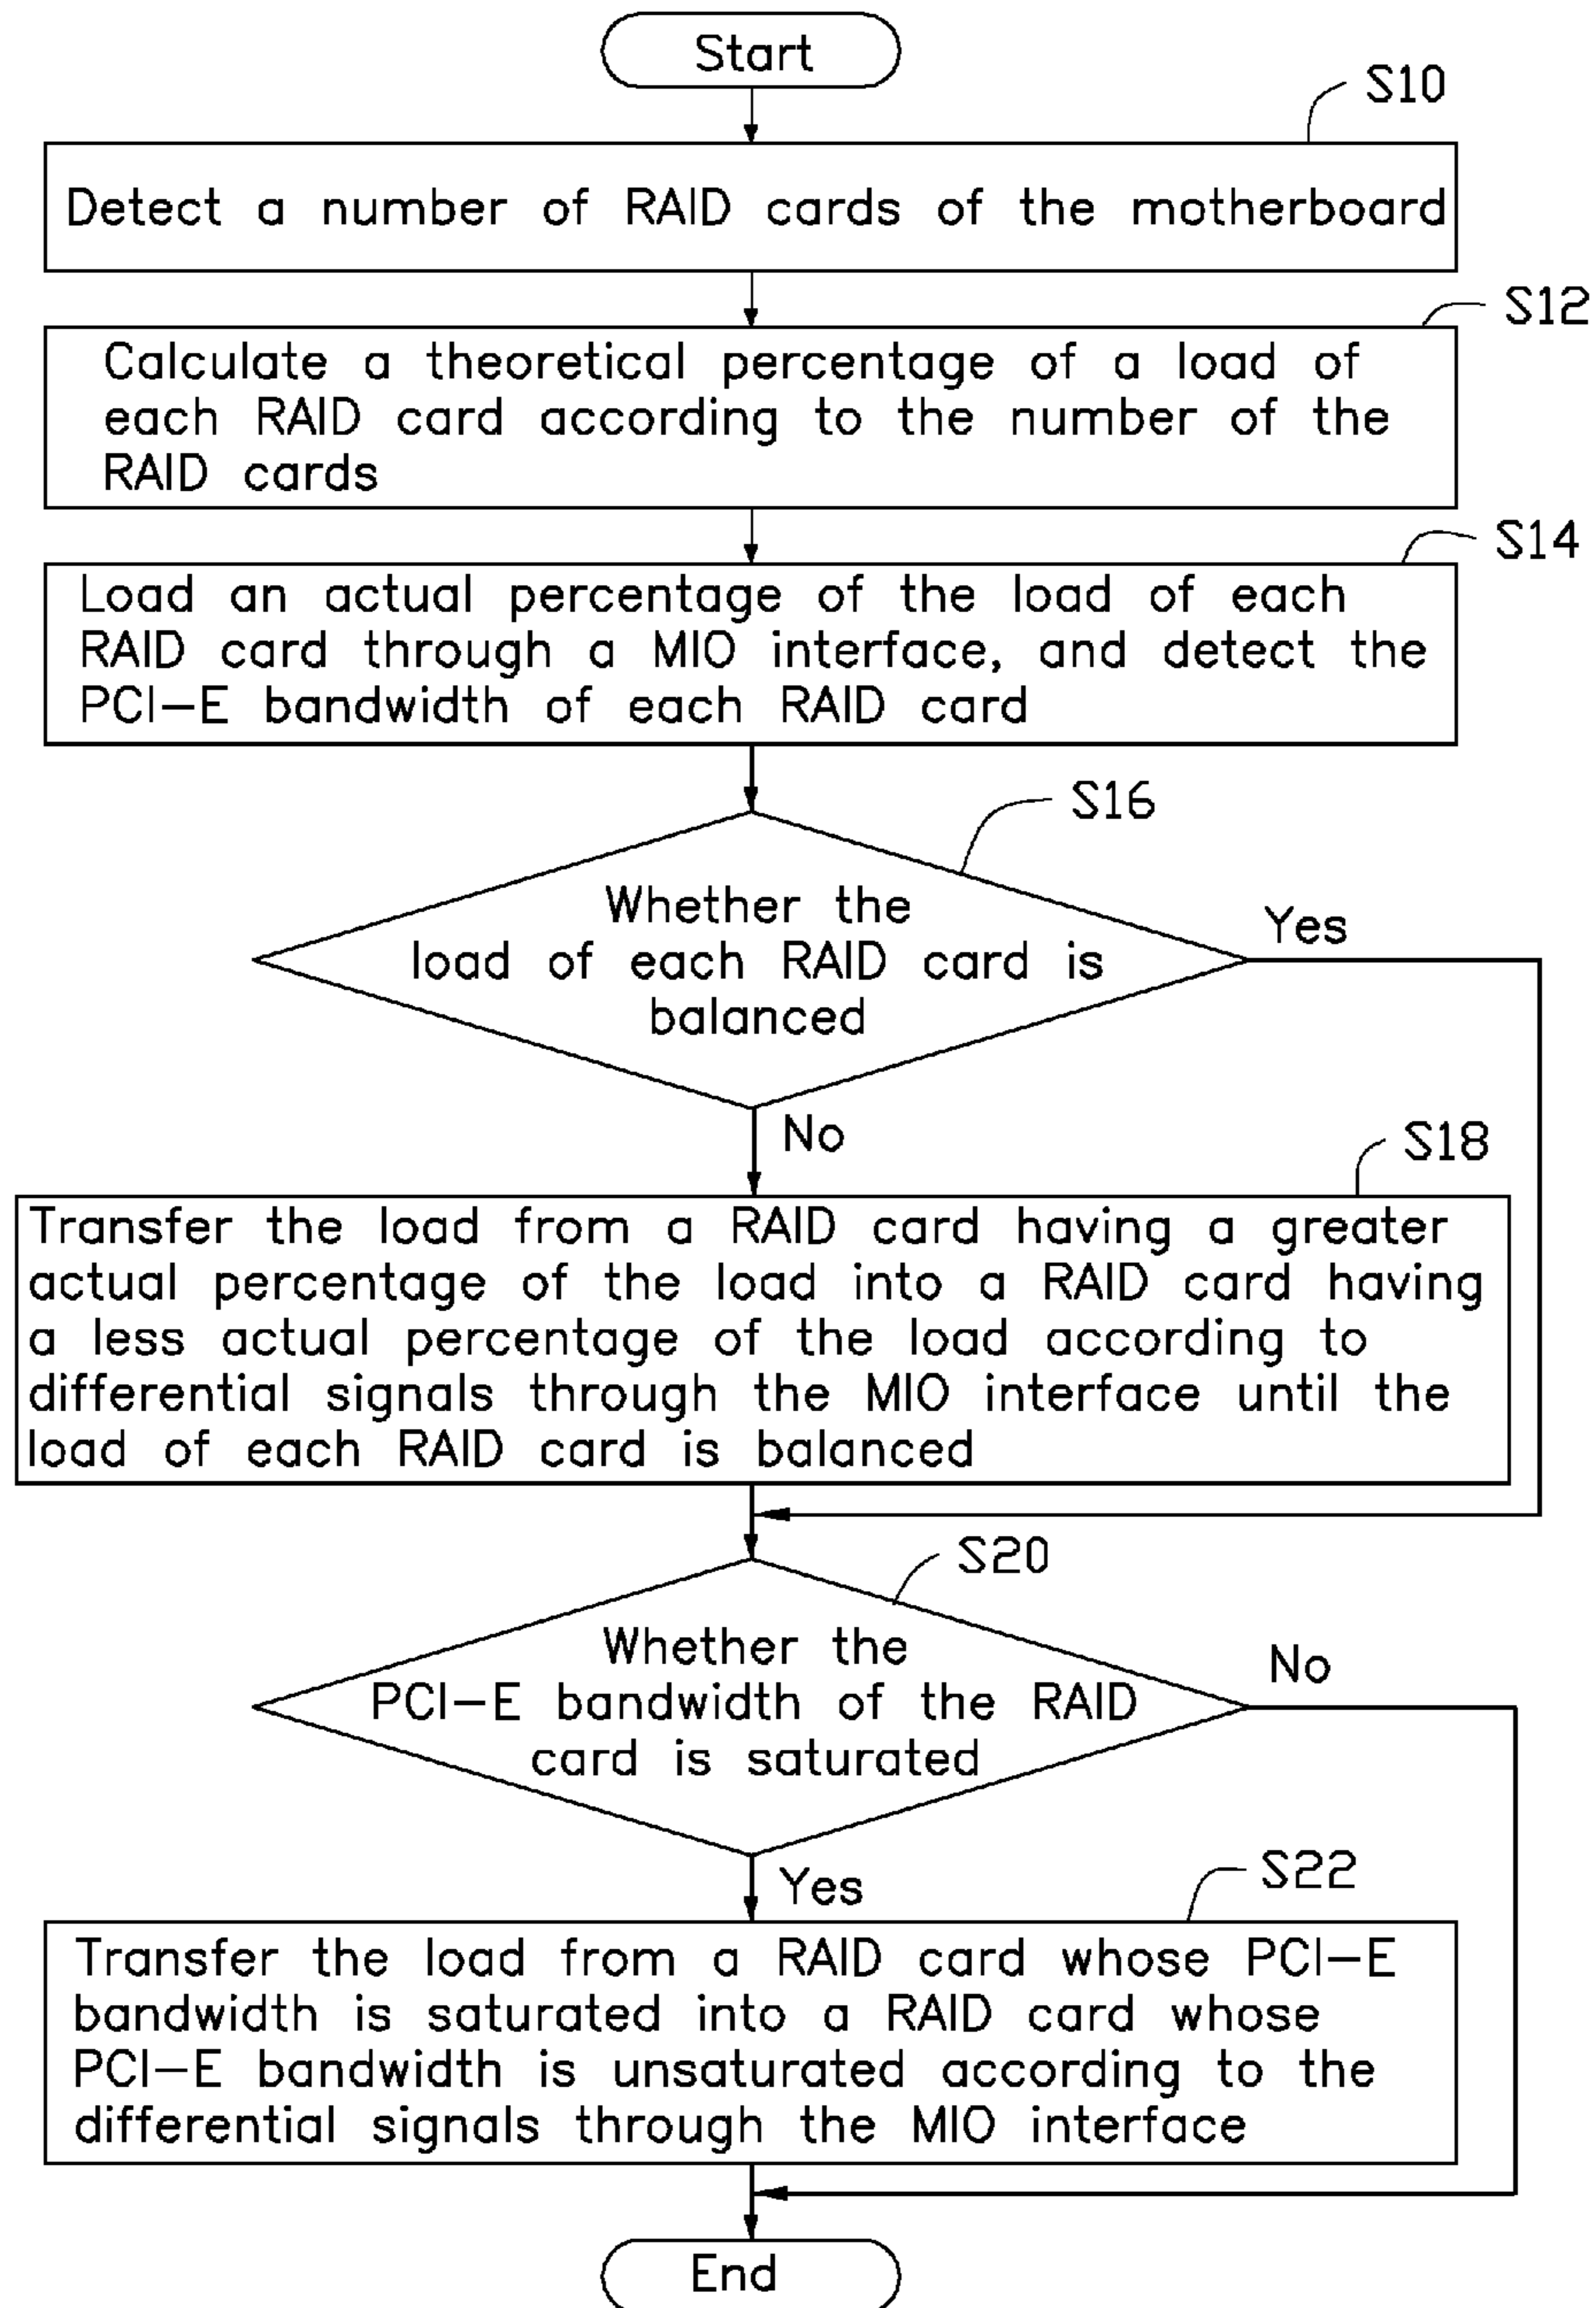 Start
S10
Detect a number of RAID cards of the motherboard
S12
Calculate a theoretical percentage of a load of
each RAID card according to the number of the
RAID cards
S14
Load an actual percentage of the load of each
RAID card through a MIO interface, and detect the
PCI-E bandwidth of each RAID card
S16
Whether the
load of each RAID card is
balanced
Yes
No
S18
Transfer the load from a RAID card having a greater
actual percentage of the load into a RAID card having
a less actual percentage of the load according to
differential signals through the MIO interface until the
load of each RAID card is balanced
S20
Whether the
PCI-E bandwidth of the RAID
card is saturated
No
Yes
S22
Transfer the load from a RAID card whose PCI-E
bandwidth is saturated into a RAID card whose
PCI-E bandwidth is unsaturated according to the
differential signals through the MIO interface
End